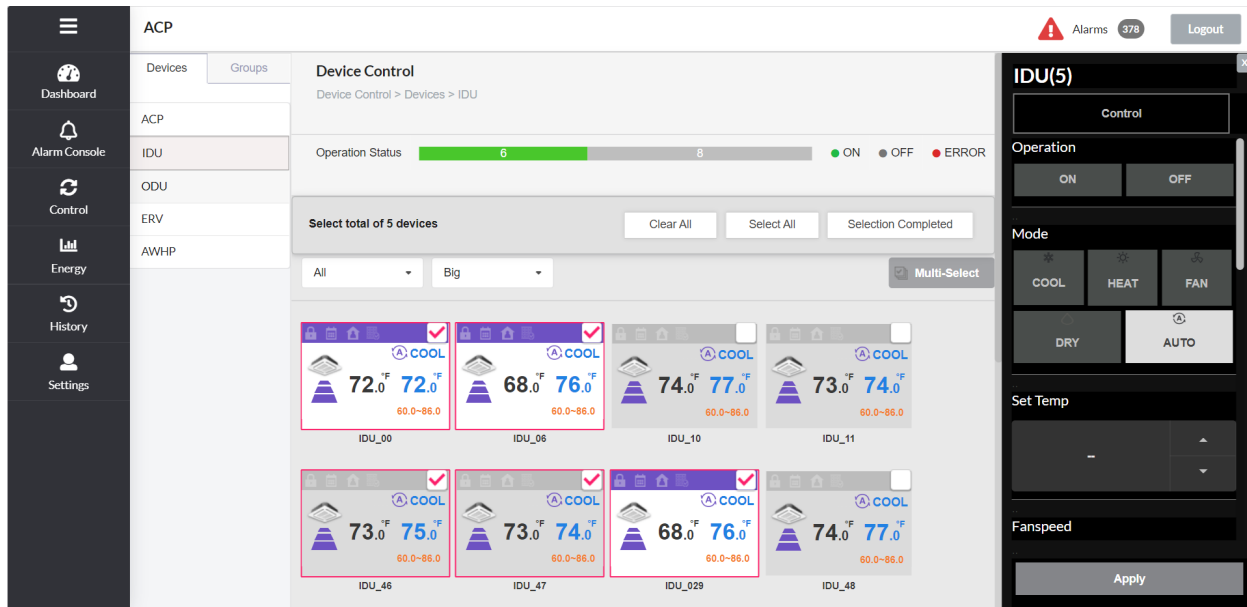 ACP
Alarms 378 Logout
Dashboard
Alarm Console
Control
Energy
History
Settings
Devices Groups
ACP
IDU
ODU
ERV
AWHP
Device Control
Device Control > Devices > IDU
Operation Status 6 8 ON OFF ERROR
Select total of 5 devices Clear All Select All Selection Completed
All Big Multi-Select
A COOL A COOL A COOL A COOL
72.0°F 72.0°F 68.0°F 76.0°F 74.0°F 77.0°F 73.0°F 74.0°F
60.0~86.0 60.0~86.0 60.0~86.0 60.0~86.0
IDU_00 IDU_06 IDU_10 IDU_11
A COOL A COOL A COOL A COOL
73.0°F 75.0°F 73.0°F 74.0°F 68.0°F 76.0°F 74.0°F 77.0°F
60.0~86.0 60.0~86.0 60.0~86.0 60.0~86.0
IDU_46 IDU_47 IDU_029 IDU_48
X
IDU(5)
Control
Operation
ON OFF
..
Mode
COOL HEAT FAN
A
DRY AUTO
..
Set Temp
--
..
Fanspeed
..
Apply